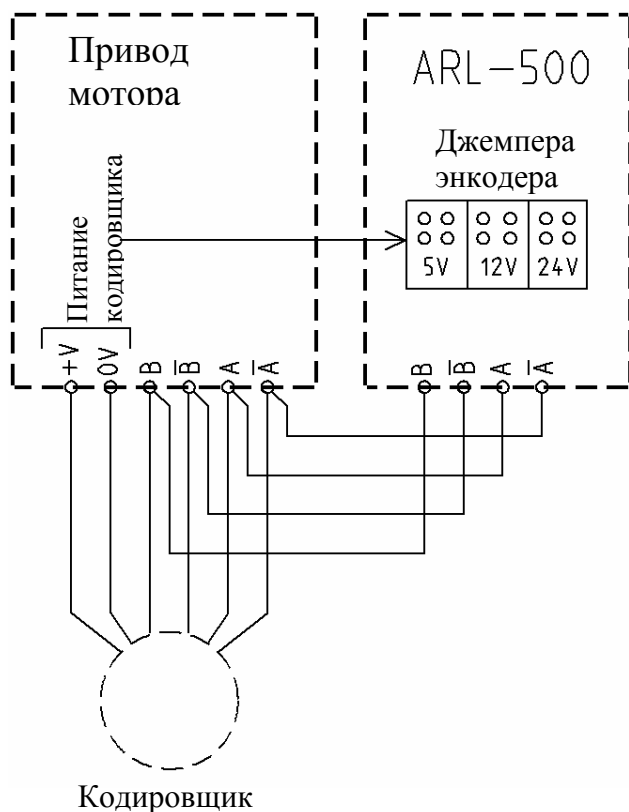 Привод
мотора
ARL-500
Джемпера
энкодера
5V 12V 24V
Питание
кодировщика
+V 0V B B̅ A A̅
B B̅ A A̅
Кодировщик